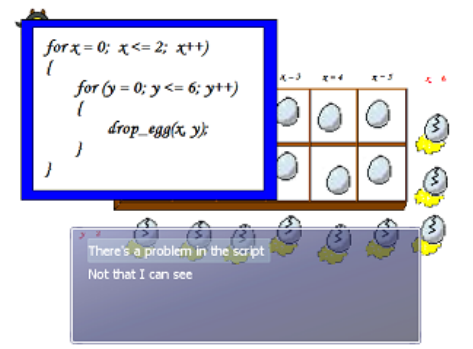 for x = 0; x <= 2; x++)
{
for (y = 0; y <= 6; y++)
{
drop_egg(x, y);
}
}
x = 3 x = 4 x = 5
There's a problem in the script
Not that I can see